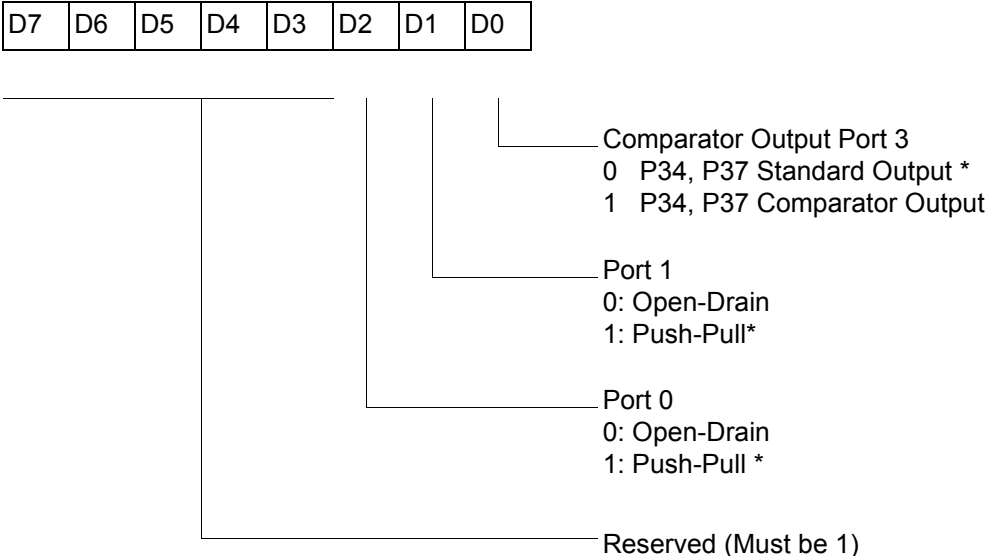 D7 D6 D5 D4 D3 D2 D1 D0
Comparator Output Port 3
0 P34, P37 Standard Output *
1 P34, P37 Comparator Output
Port 1
0: Open-Drain
1: Push-Pull*
Port 0
0: Open-Drain
1: Push-Pull *
Reserved (Must be 1)